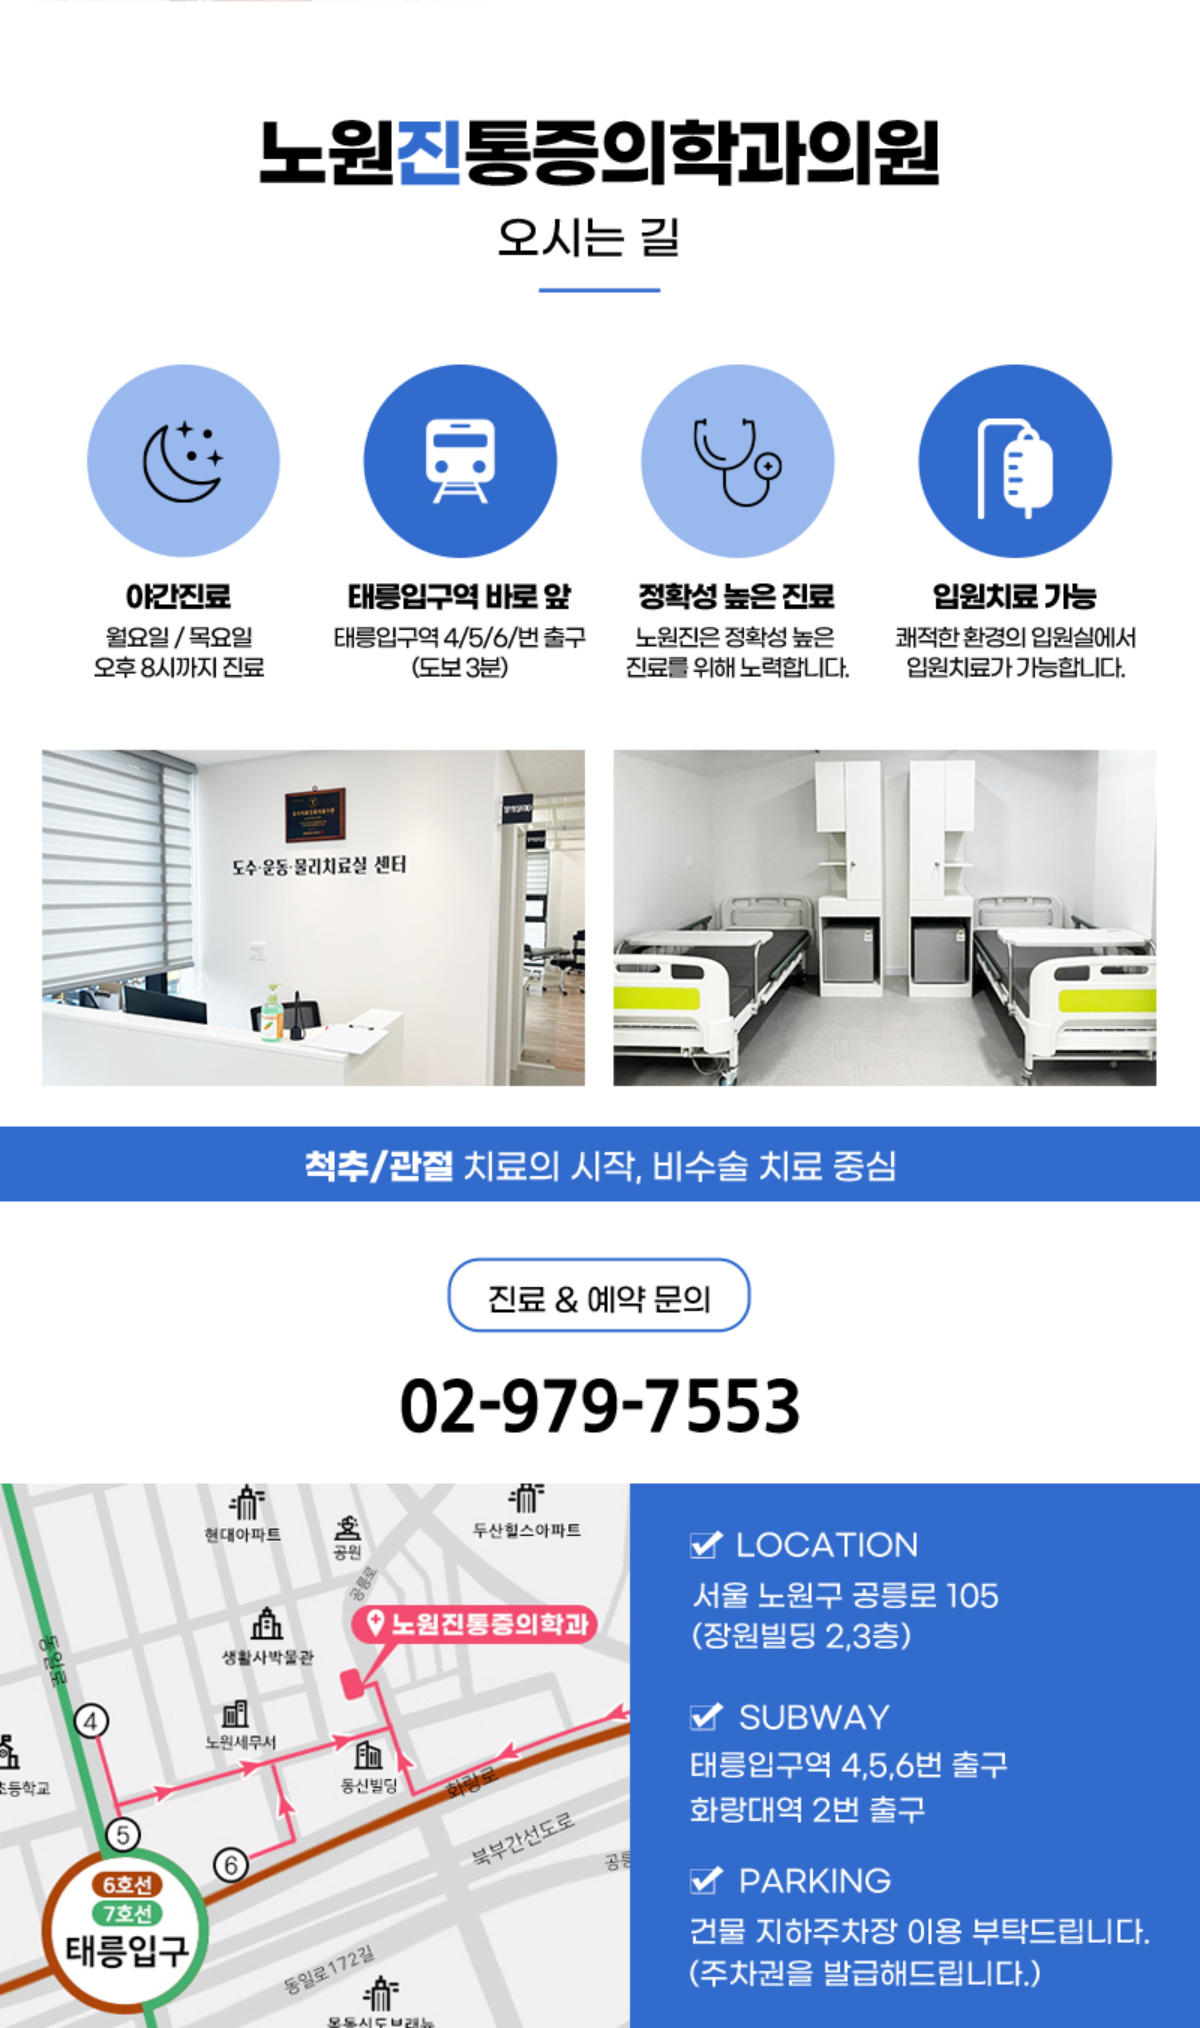 노원진통증의학과의원
오시는 길
야간진료
월요일 / 목요일
오후 8시까지 진료
태릉입구역 바로 앞
태릉입구역 4/5/6/번 출구
(도보 3분)
정확성 높은 진료
노원진은 정확성 높은
진료를 위해 노력합니다.
입원치료 가능
쾌적한 환경의 입원실에서
입원치료가 가능합니다.
도수·운동·물리치료실 센터
척추/관절 치료의 시작, 비수술 치료 중심
진료 & 예약 문의
02-979-7553
현대아파트
공원
두산힐스아파트
공릉로
노원진통증의학과
생활사박물관
동일로
4
노원세무서
초등학교
동신빌딩
화랑로
5
6
북부간선도로
공릉
6호선
7호선
태릉입구
동일로172길
LOCATION
서울 노원구 공릉로 105
(장원빌딩 2,3층)
SUBWAY
태릉입구역 4,5,6번 출구
화랑대역 2번 출구
PARKING
건물 지하주차장 이용 부탁드립니다.
(주차권을 발급해드립니다.)